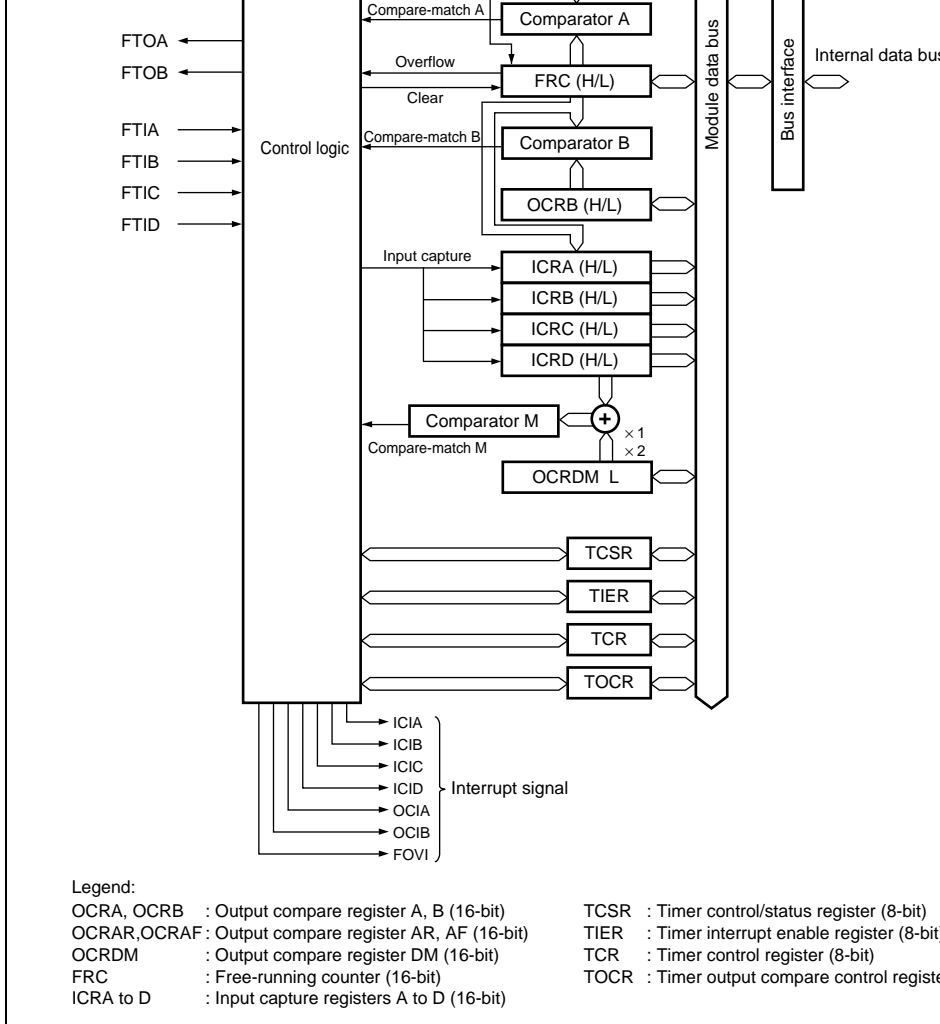 Compare-match A
Comparator A
FTOA
FTOB
Overflow
FRC (H/L)
Clear
Module data bus
Bus interface
Internal data bus
FTIA
FTIB
FTIC
FTID
Control logic
Compare-match B
Comparator B
OCRB (H/L)
Input capture
ICRA (H/L)
ICRB (H/L)
ICRC (H/L)
ICRD (H/L)
+
×1
×2
Comparator M
Compare-match M
OCRDM L
TCSR
TIER
TCR
TOCR
ICIA
ICIB
ICIC
ICID
OCIA
OCIB
FOVI
Interrupt signal
Legend:
OCRA, OCRB : Output compare register A, B (16-bit)
OCRAR,OCRAF : Output compare register AR, AF (16-bit)
OCRDM : Output compare register DM (16-bit)
FRC : Free-running counter (16-bit)
ICRA to D : Input capture registers A to D (16-bit)
TCSR : Timer control/status register (8-bit)
TIER : Timer interrupt enable register (8-bit)
TCR : Timer control register (8-bit)
TOCR : Timer output compare control registe